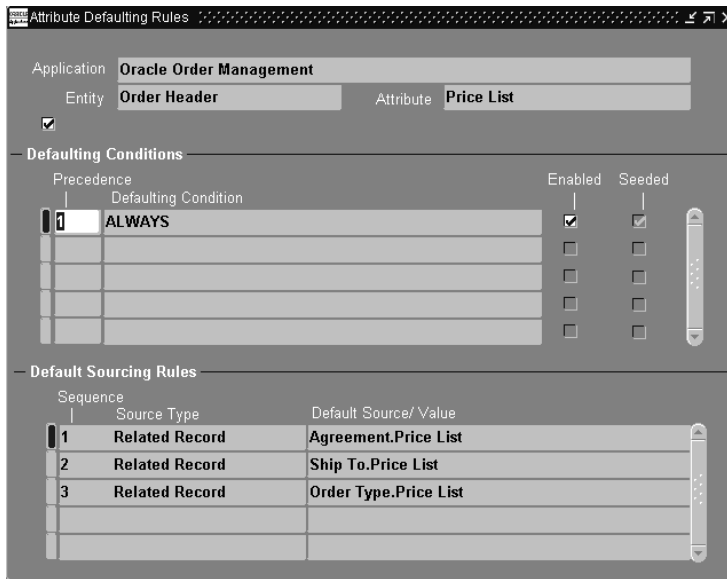 Attribute Defaulting Rules
Application Oracle Order Management
Entity Order Header Attribute Price List
Defaulting Conditions
Precedence Enabled Seeded
Defaulting Condition
1 ALWAYS
Default Sourcing Rules
Sequence
Source Type Default Source/ Value
1 Related Record Agreement.Price List
2 Related Record Ship To.Price List
3 Related Record Order Type.Price List